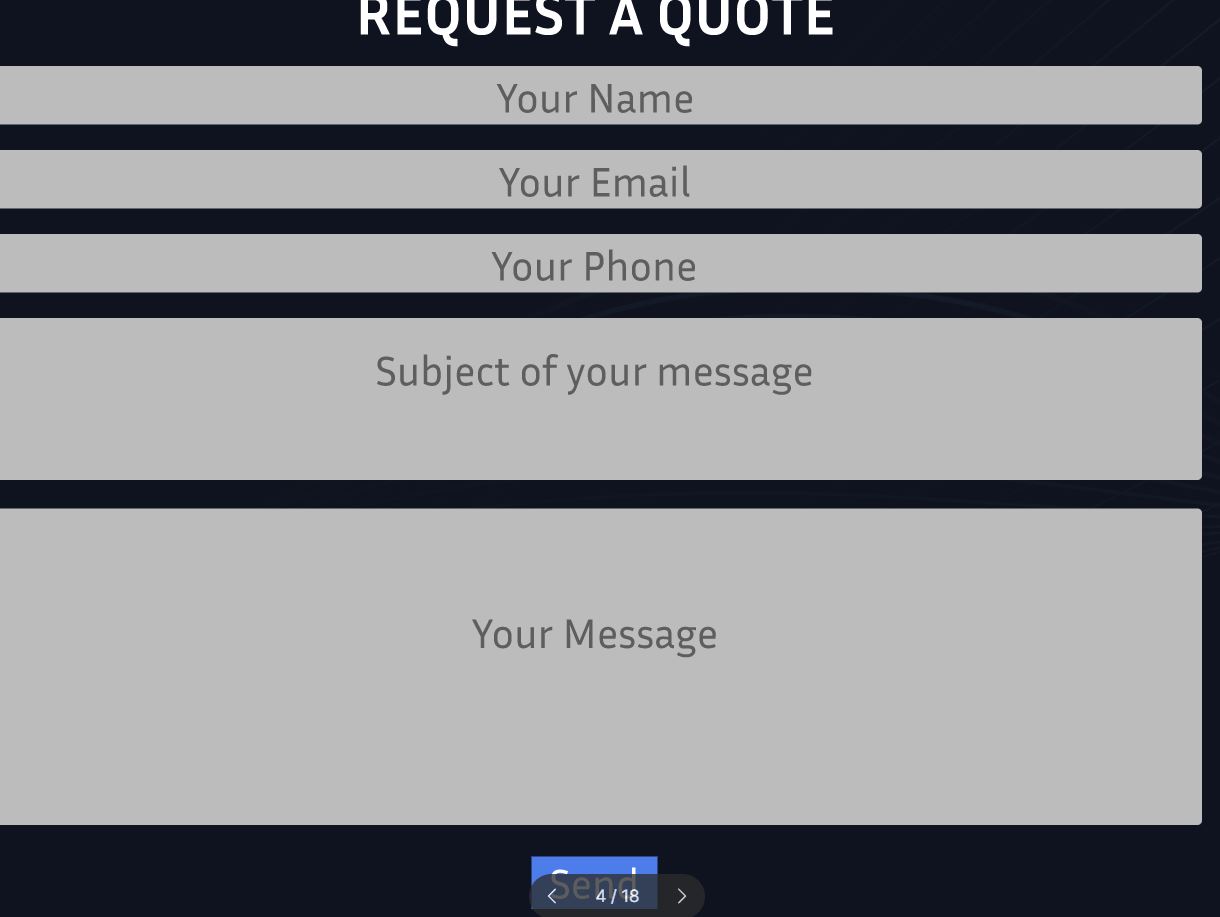 REQUEST A QUOTE
Your Name
Your Email
Your Phone
Subject of your message
Your Message
Send
4 / 18